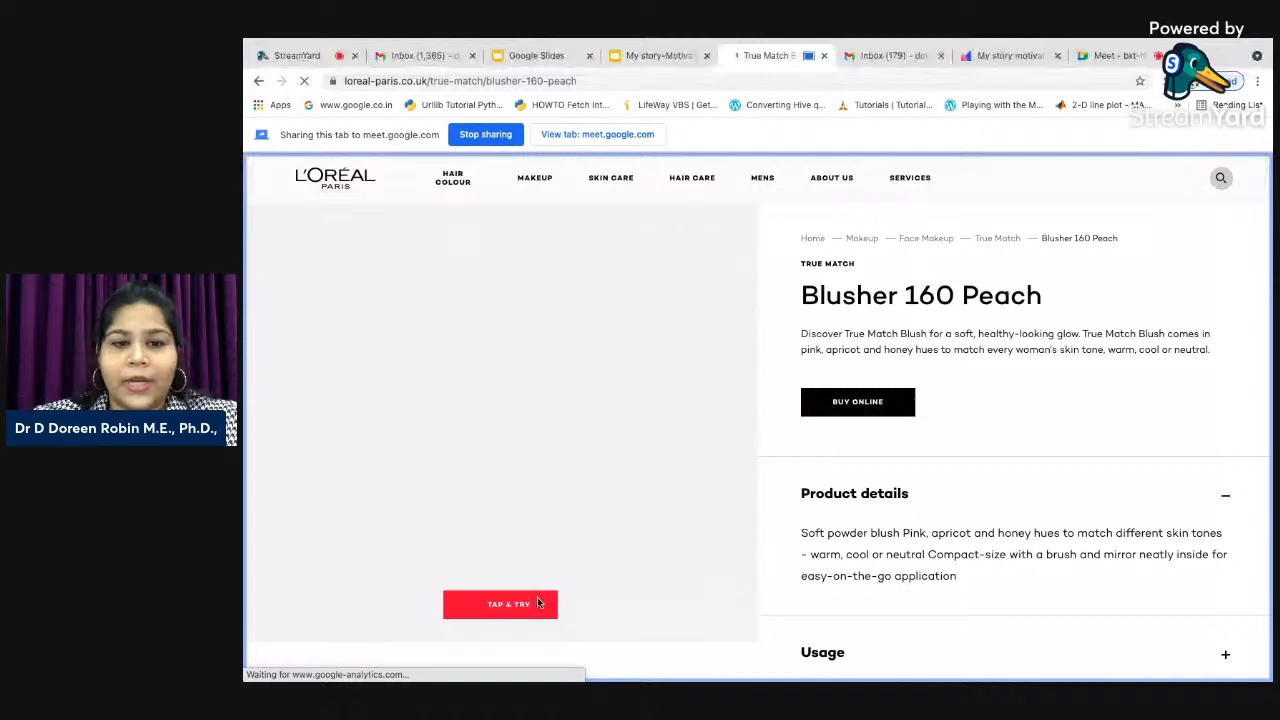 Powered by
StreamYard
StreamYard
Inbox (1,365) - d
Google Slides
My story-Motiva
True Match B
Inbox (179) - do
My story motival
Meet - bxt-
loreal-paris.co.uk/true-match/blusher-160-peach
Apps
www.google.co.in
Urllib Tutorial Pyth...
HOWTO Fetch Int...
LifeWay VBS | Get...
Converting Hive q...
Tutorials | Tutorial...
Playing with the M...
2-D line plot - MA...
»
Reading List
Sharing this tab to meet.google.com
Stop sharing
View tab: meet.google.com
L'ORÉAL
PARIS
HAIR
COLOUR
MAKEUP
SKIN CARE
HAIR CARE
MENS
ABOUT US
SERVICES
Home — Makeup — Face Makeup — True Match — Blusher 160 Peach
TRUE MATCH
Blusher 160 Peach
Discover True Match Blush for a soft, healthy-looking glow. True Match Blush comes in
pink, apricot and honey hues to match every woman's skin tone, warm, cool or neutral.
BUY ONLINE
Product details
Soft powder blush Pink, apricot and honey hues to match different skin tones
- warm, cool or neutral Compact-size with a brush and mirror neatly inside for
easy-on-the-go application
TAP & TRY
Usage
Waiting for www.google-analytics.com...
Dr D Doreen Robin M.E., Ph.D.,